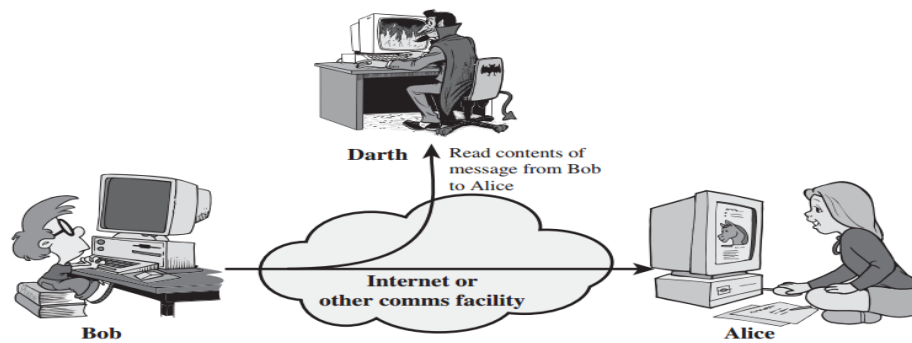 Darth
Read contents of
message from Bob
to Alice
Internet or
other comms facility
Bob
Alice